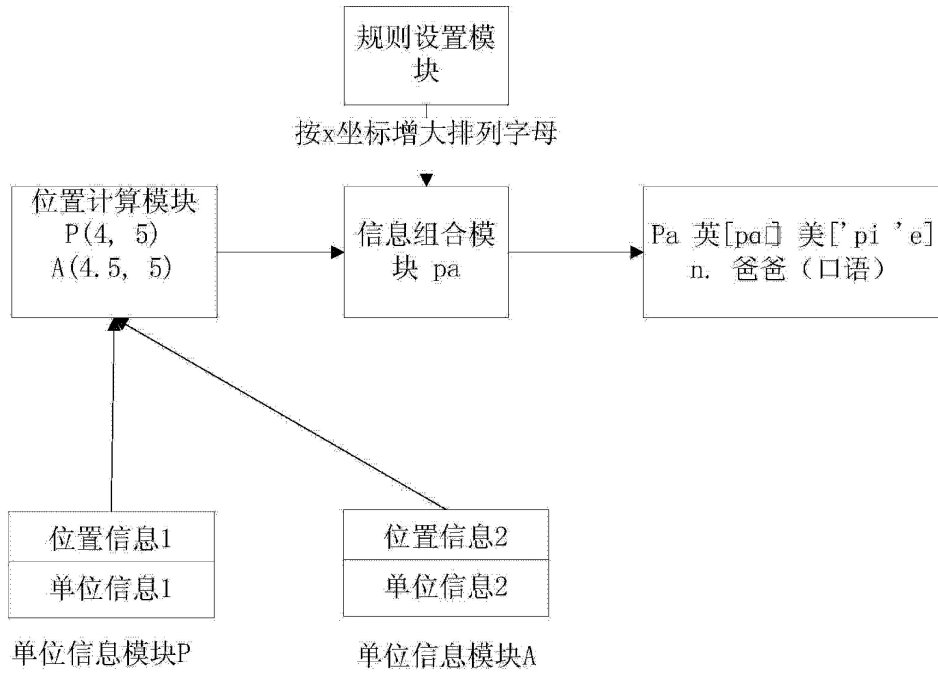 规则设置模
块
按x坐标增大排列字母
位置计算模块
P(4, 5)
A(4.5, 5)
信息组合模
块 pa
Pa 英[pɑ] 美['pi 'e]
n. 爸爸（口语）
位置信息1
单位信息1
位置信息2
单位信息2
单位信息模块P
单位信息模块A